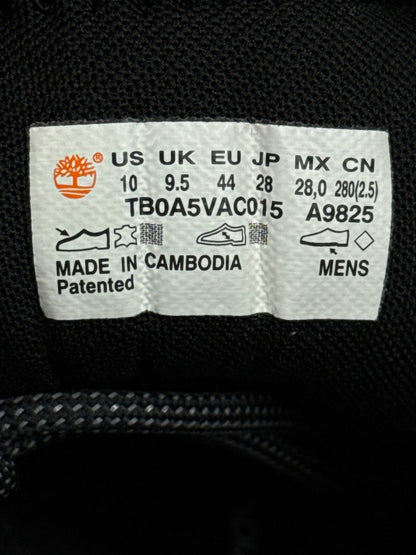 ® US UK EU JP MX CN
10 9.5 44 28 28,0 280(2.5)
TB0A5VAC015 A9825
MADE IN CAMBODIA MENS
Patented